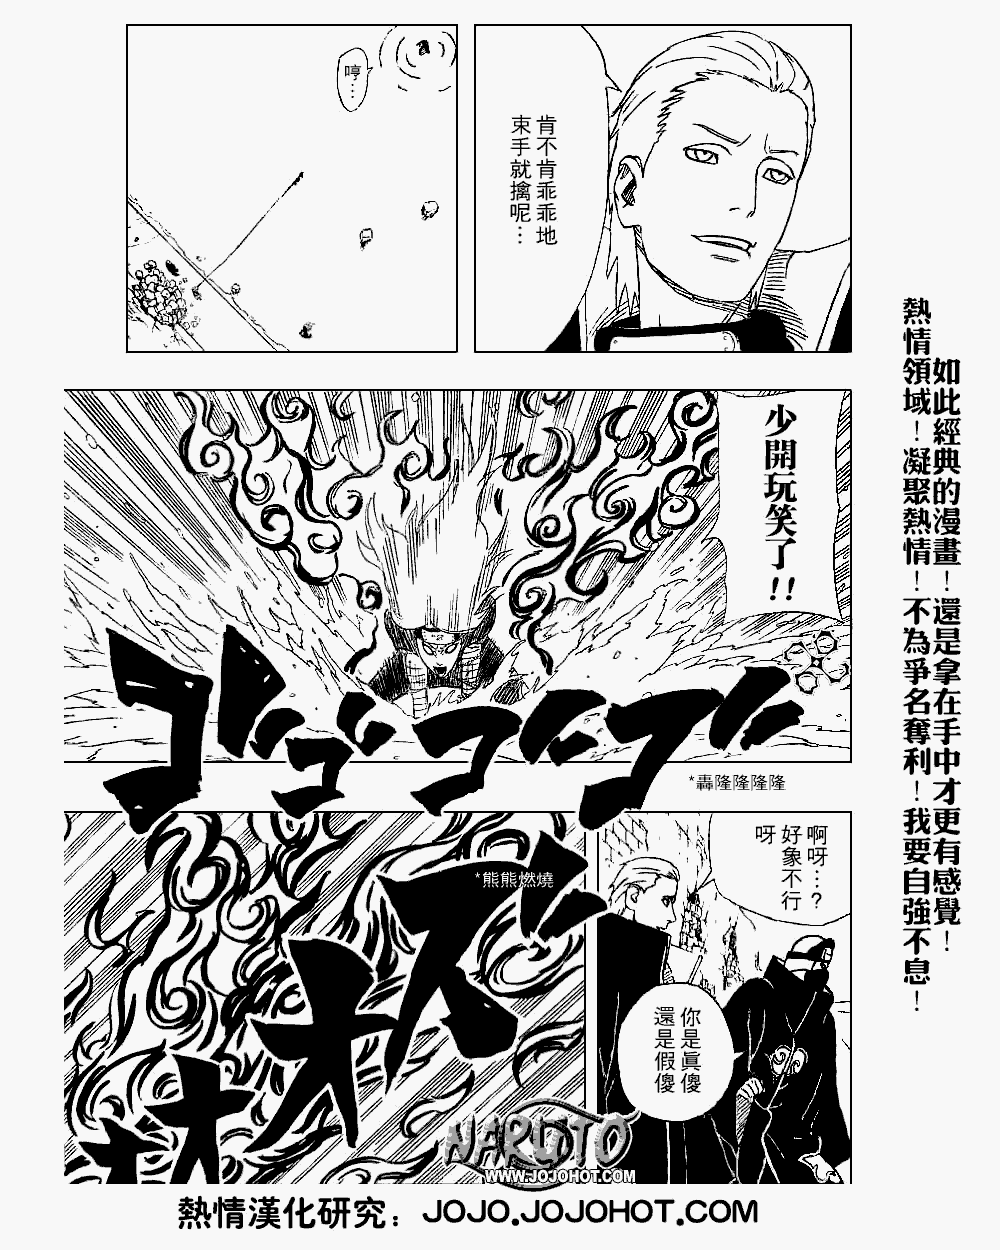 肯不肯乖乖地
束手就擒呢…
哼…
少開玩笑了!!
ゴゴゴゴ
*轟隆隆隆隆
啊呀…?
好象不行
呀
你是真傻
還是假傻
*熊熊燃燒
ズオオオ
如此經典的漫畫!還是拿在手中才更有感覺!
熱情領域!凝聚熱情!不為爭名奪利!我要自強不息!
NARUTO
WWW.JOJOHOT.COM
熱情漢化研究:JOJO.JOJOHOT.COM